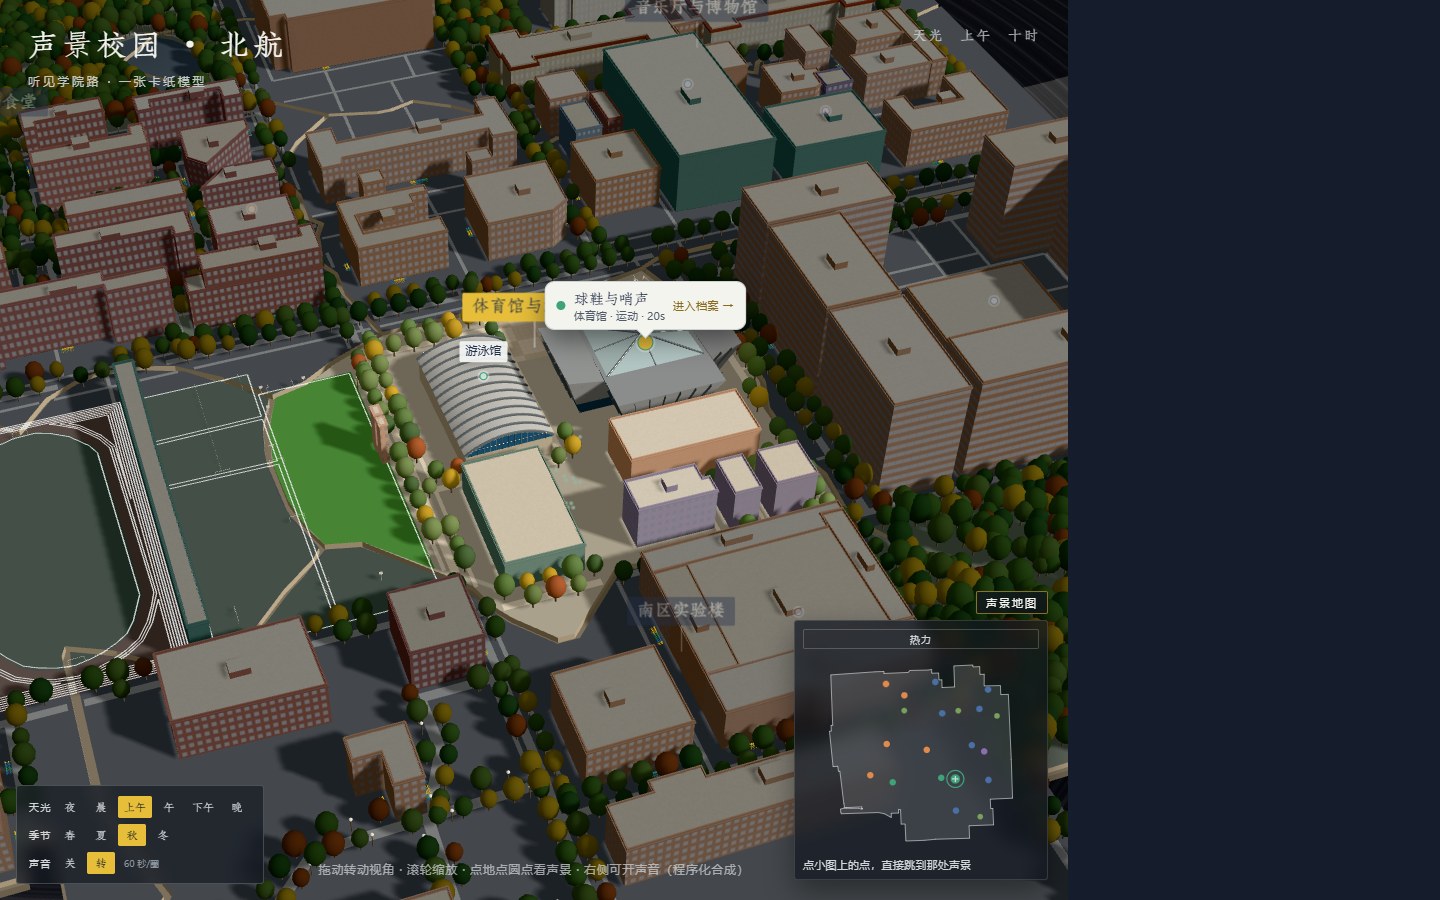 音乐厅与博物馆
声景校园 · 北航
听见学院路 · 一张卡纸模型
天光 上午 十时
食堂
体育馆与
球鞋与哨声
体育馆 · 运动 · 20s
进入档案 →
游泳馆
南区实验楼
声景地图
热力
点小图上的点，直接跳到那处声景
天光 夜 晨 上午 午 下午 晚
季节 春 夏 秋 冬
声音 关 转 60 秒/圈
拖动转动视角 · 滚轮缩放 · 点地点圆点看声景 · 右侧可开声音（程序化合成）